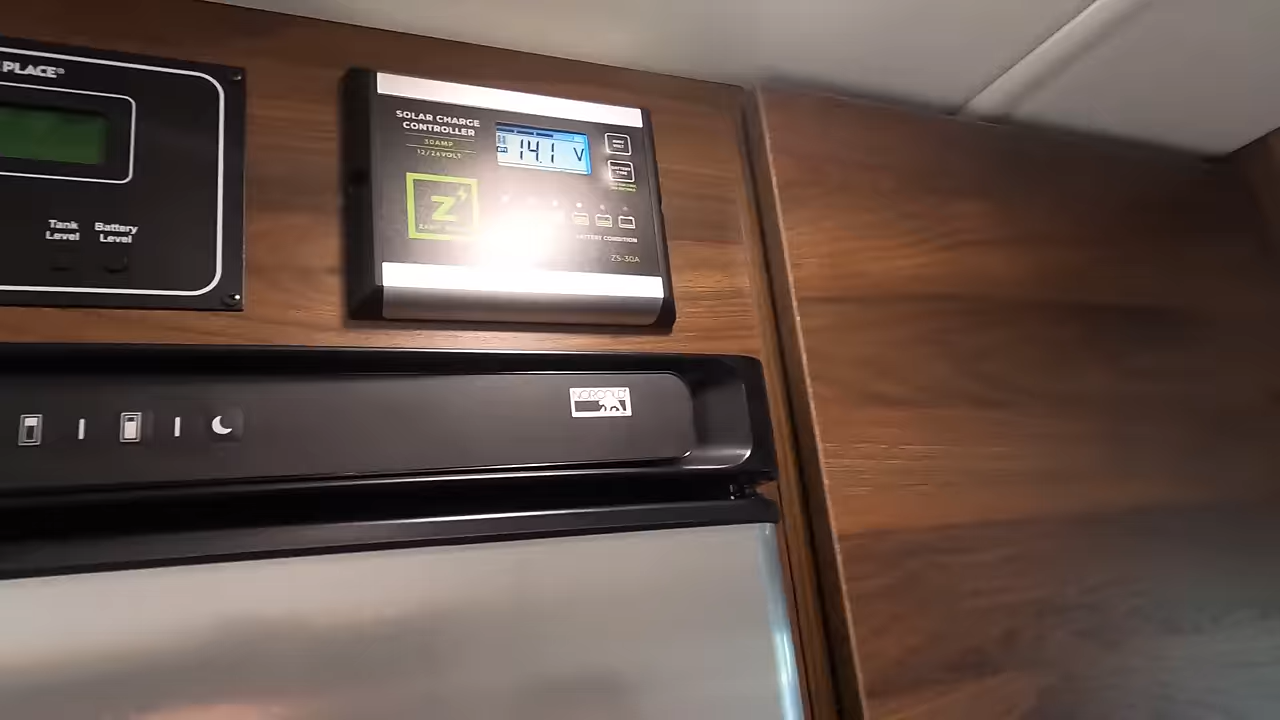 PLACE®
Tank
Level
Battery
Level
SOLAR CHARGE
CONTROLLER
30AMP
12/24VOLT
14.1 V
Z
BATTERY CONDITION
ZS-30A
NORCOLD